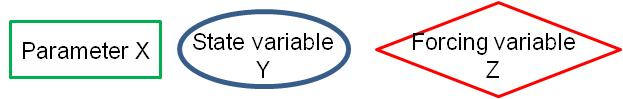 Parameter X
State variable
Y
Forcing variable
Z